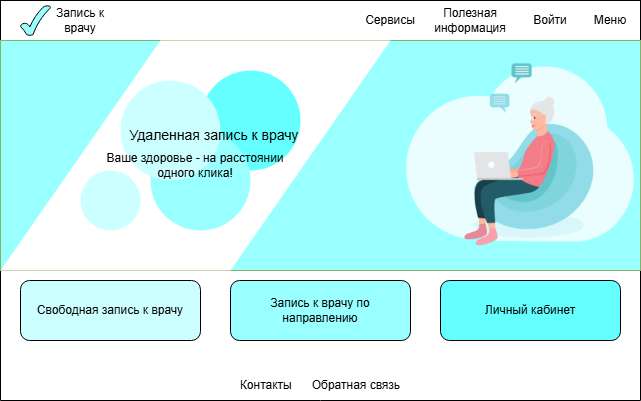 Запись к
врачу
Сервисы
Полезная
информация
Войти
Меню
Удаленная запись к врачу
Ваше здоровье - на расстоянии
одного клика!
Свободная запись к врачу
Запись к врачу по
направлению
Личный кабинет
Контакты
Обратная связь